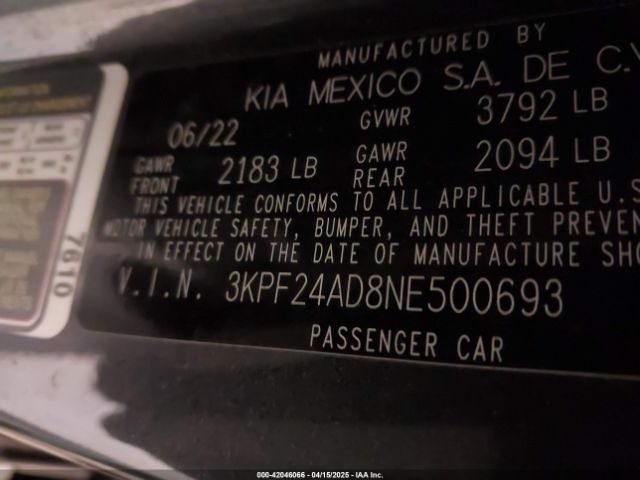 MANUFACTURED BY
KIA MEXICO S.A. DE C.V
06/22 GVWR 3792 LB
GAWR FRONT 2183 LB GAWR REAR 2094 LB
THIS VEHICLE CONFORMS TO ALL APPLICABLE U.S
MOTOR VEHICLE SAFETY, BUMPER, AND THEFT PREVEN
IN EFFECT ON THE DATE OF MANUFACTURE SHO
V.I.N. 3KPF24AD8NE500693
PASSENGER CAR
7610
000-42046066 - 04/15/2025 - IAA Inc.